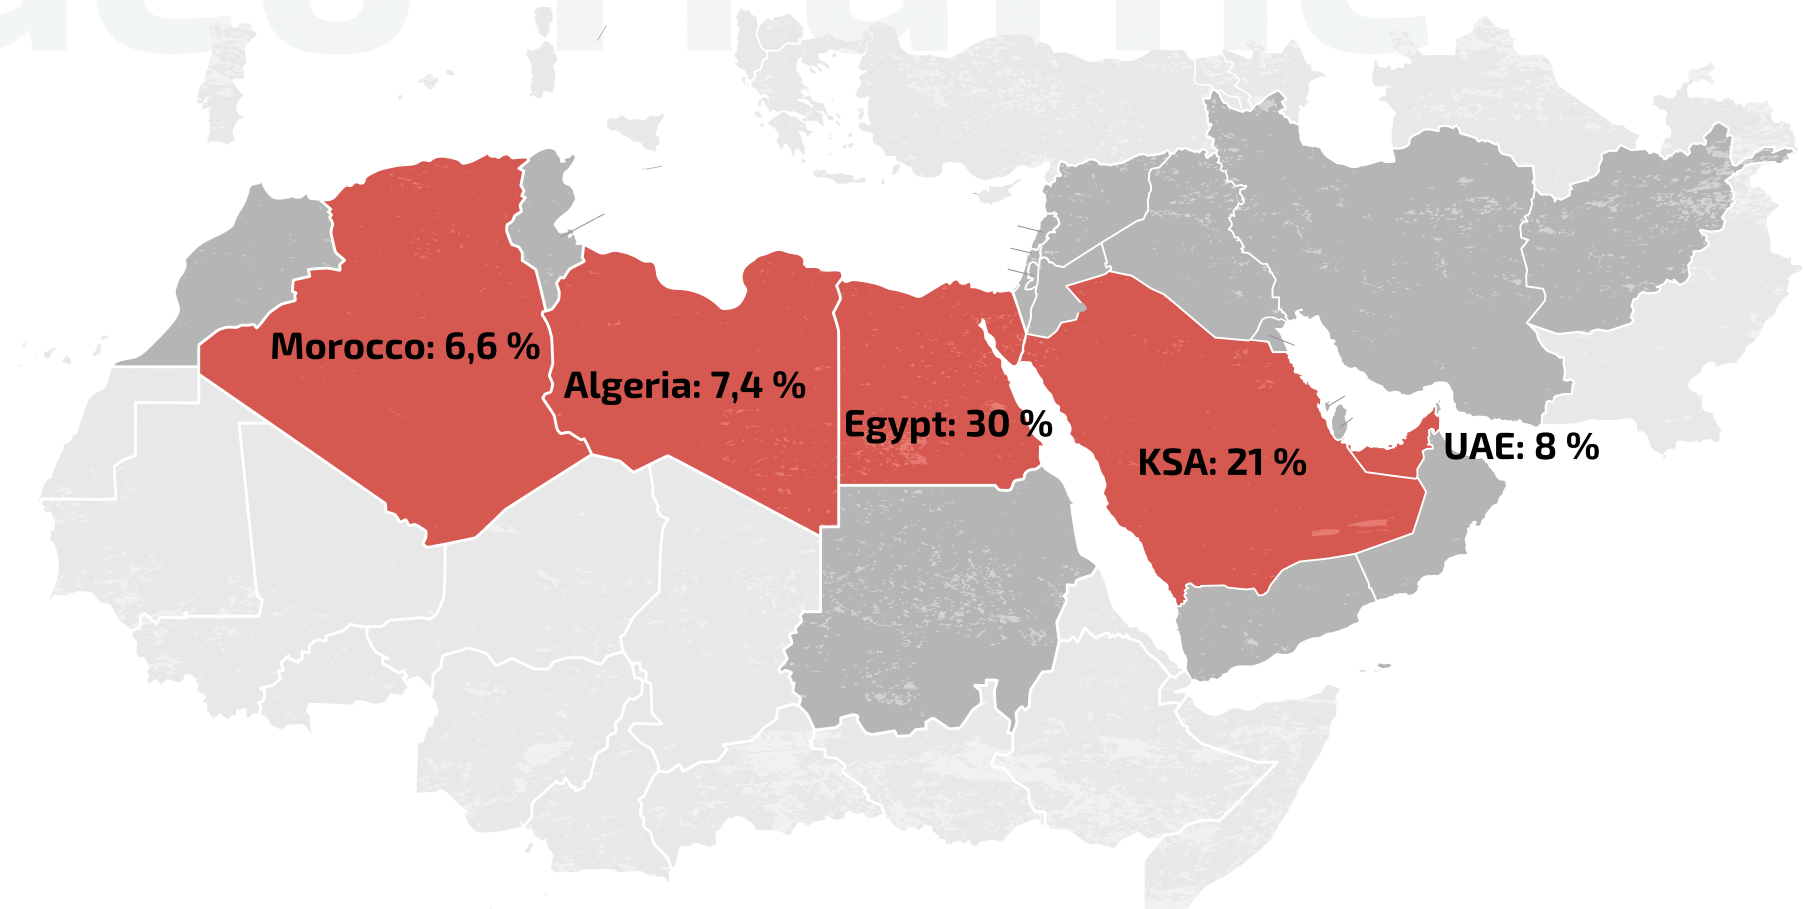 Morocco: 6,6 %
Algeria: 7,4 %
Egypt: 30 %
KSA: 21 %
UAE: 8 %